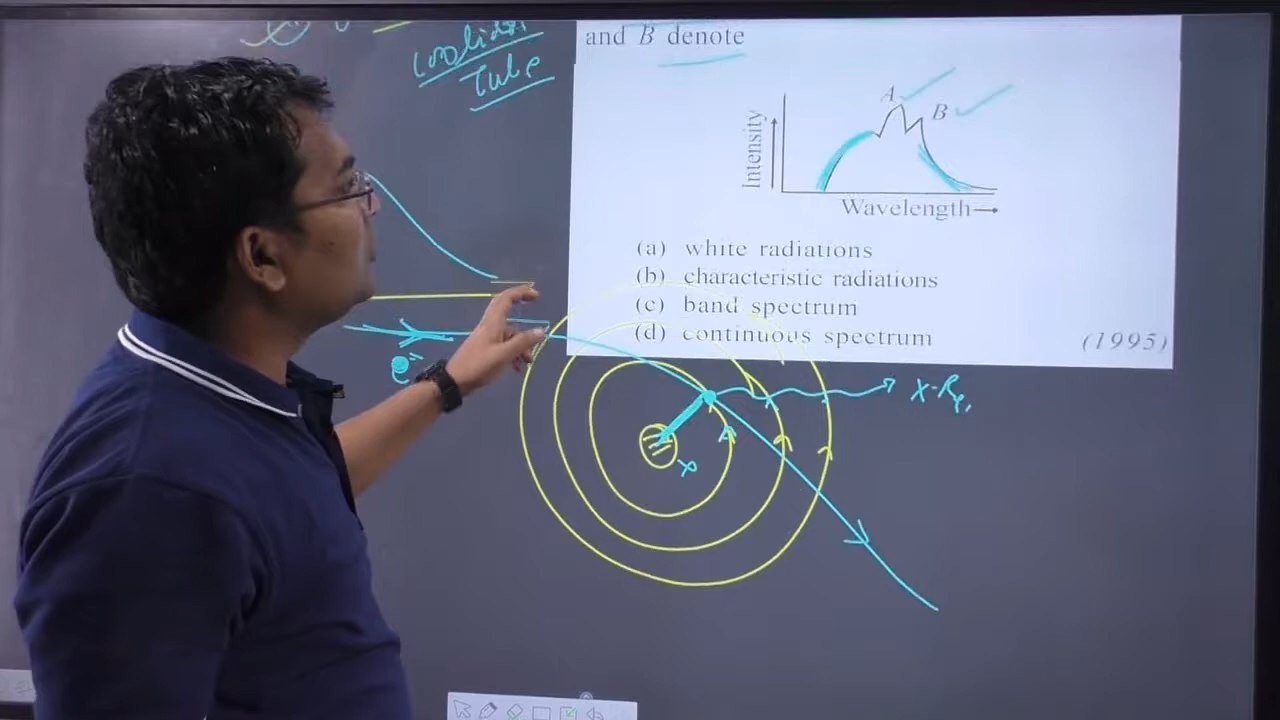 Coolidge
Tube
and B denote
A
B
Intensity
Wavelength
(a) white radiations
(b) characteristic radiations
(c) band spectrum
(d) continuous spectrum
(1995)
e-
X-Ray.